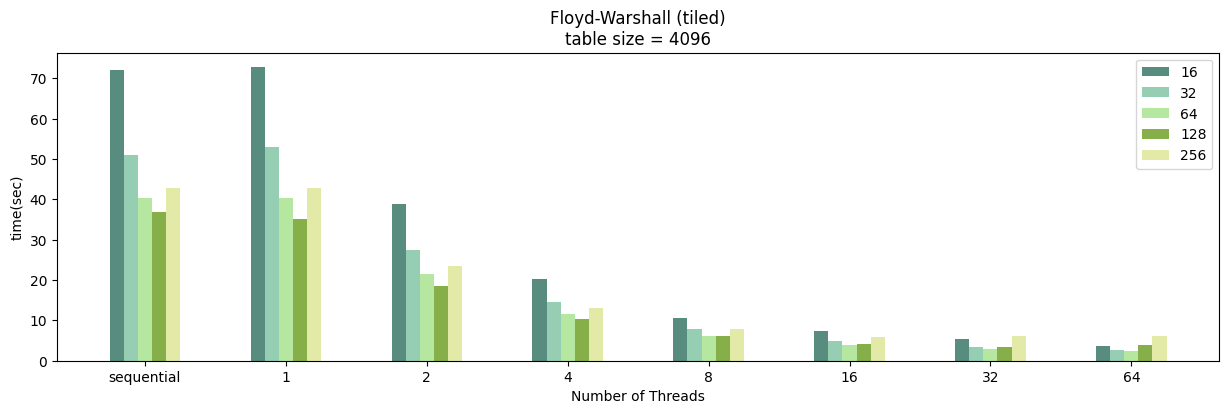 Floyd-Warshall (tiled)
table size = 4096
16
32
64
128
256
time(sec)
70
60
50
40
30
20
10
0
sequential 1 2 4 8 16 32 64
Number of Threads